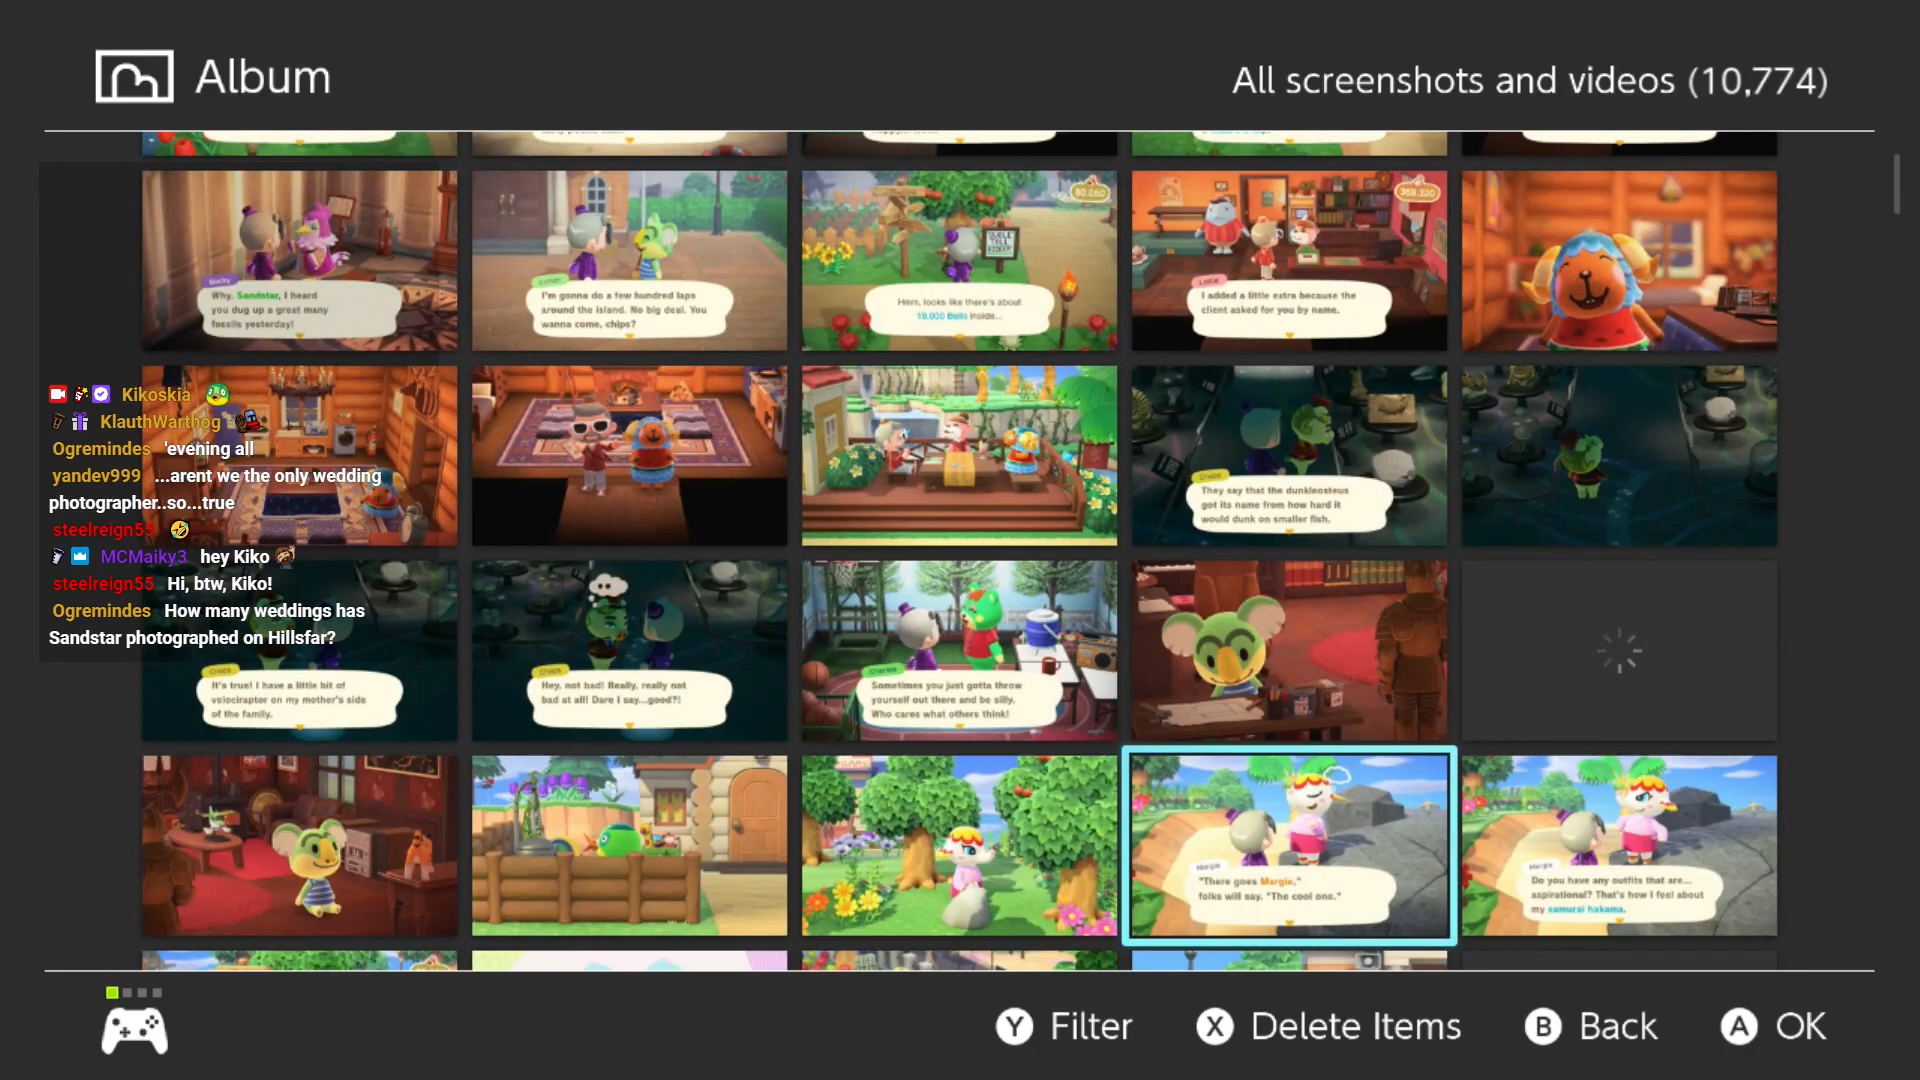 Album
All screenshots and videos (10,774)
Why, Sandstar, I heard
you dug up a great many
fossils yesterday!
I'm gonna do a few hundred laps
around the island. No big deal. You
wanna come, chips?
80,050
Hmm, looks like there's about
19,000 Bells inside...
Lottie
I added a little extra because the
client asked for you by name.
Kikoskia
KlauthWarthog
Ogremindes 'evening all
yandev999 ...arent we the only wedding
photographer..so...true
steelreign55
MCMaiky3 hey Kiko
steelreign55 Hi, btw, Kiko!
Ogremindes How many weddings has
Sandstar photographed on Hillsfar?
They say that the dunkleosteus
got its name from how hard it
would dunk on smaller fish.
It's true! I have a little bit of
velociraptor on my mother's side
of the family.
Hey, not bad! Really, really not
bad at all! Dare I say...good?!
Charlise
Sometimes you just gotta throw
yourself out there and be silly.
Who cares what others think!
Margie
"There goes Margie,"
folks will say, "The cool one."
Margie
Do you have any outfits that are...
aspirational? That's how I feel about
my samurai hakama.
Y Filter
X Delete Items
B Back
A OK